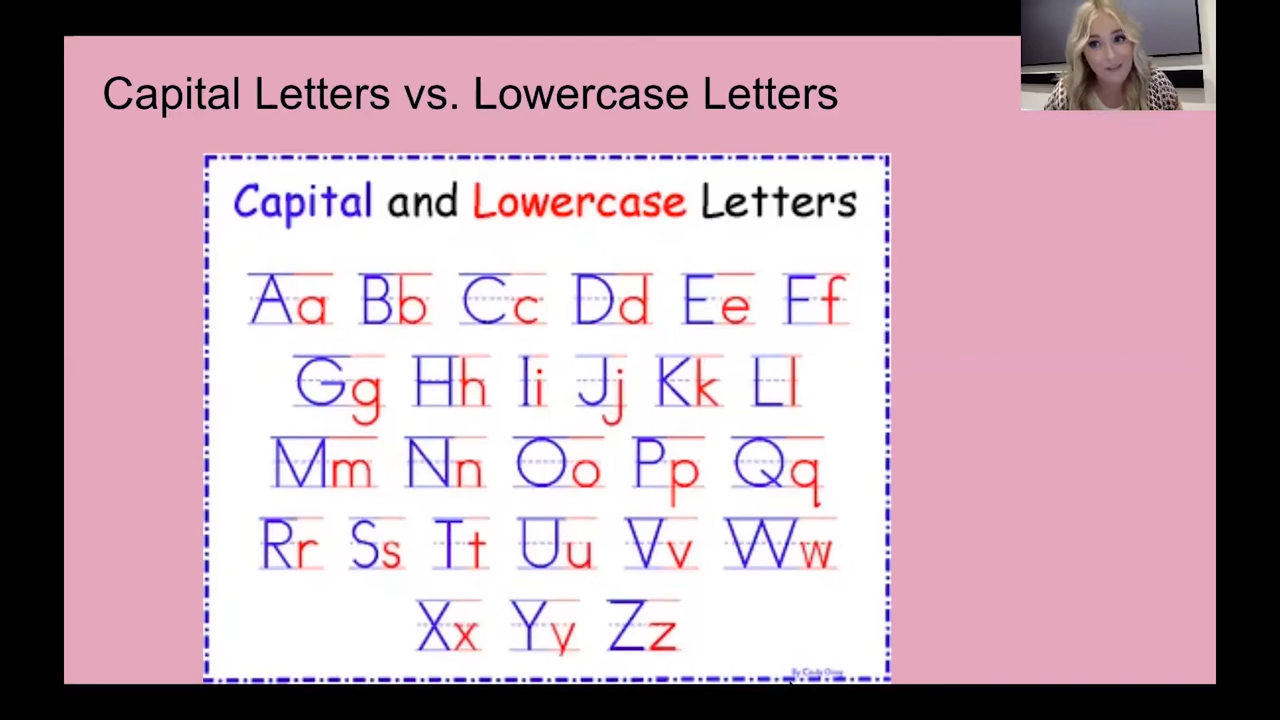 Capital Letters vs. Lowercase Letters
Capital and Lowercase Letters
Aa Bb Cc Dd Ee Ff
Gg Hh Ii Jj Kk Ll
Mm Nn Oo Pp Qq
Rr Ss Tt Uu Vv Ww
Xx Yy Zz